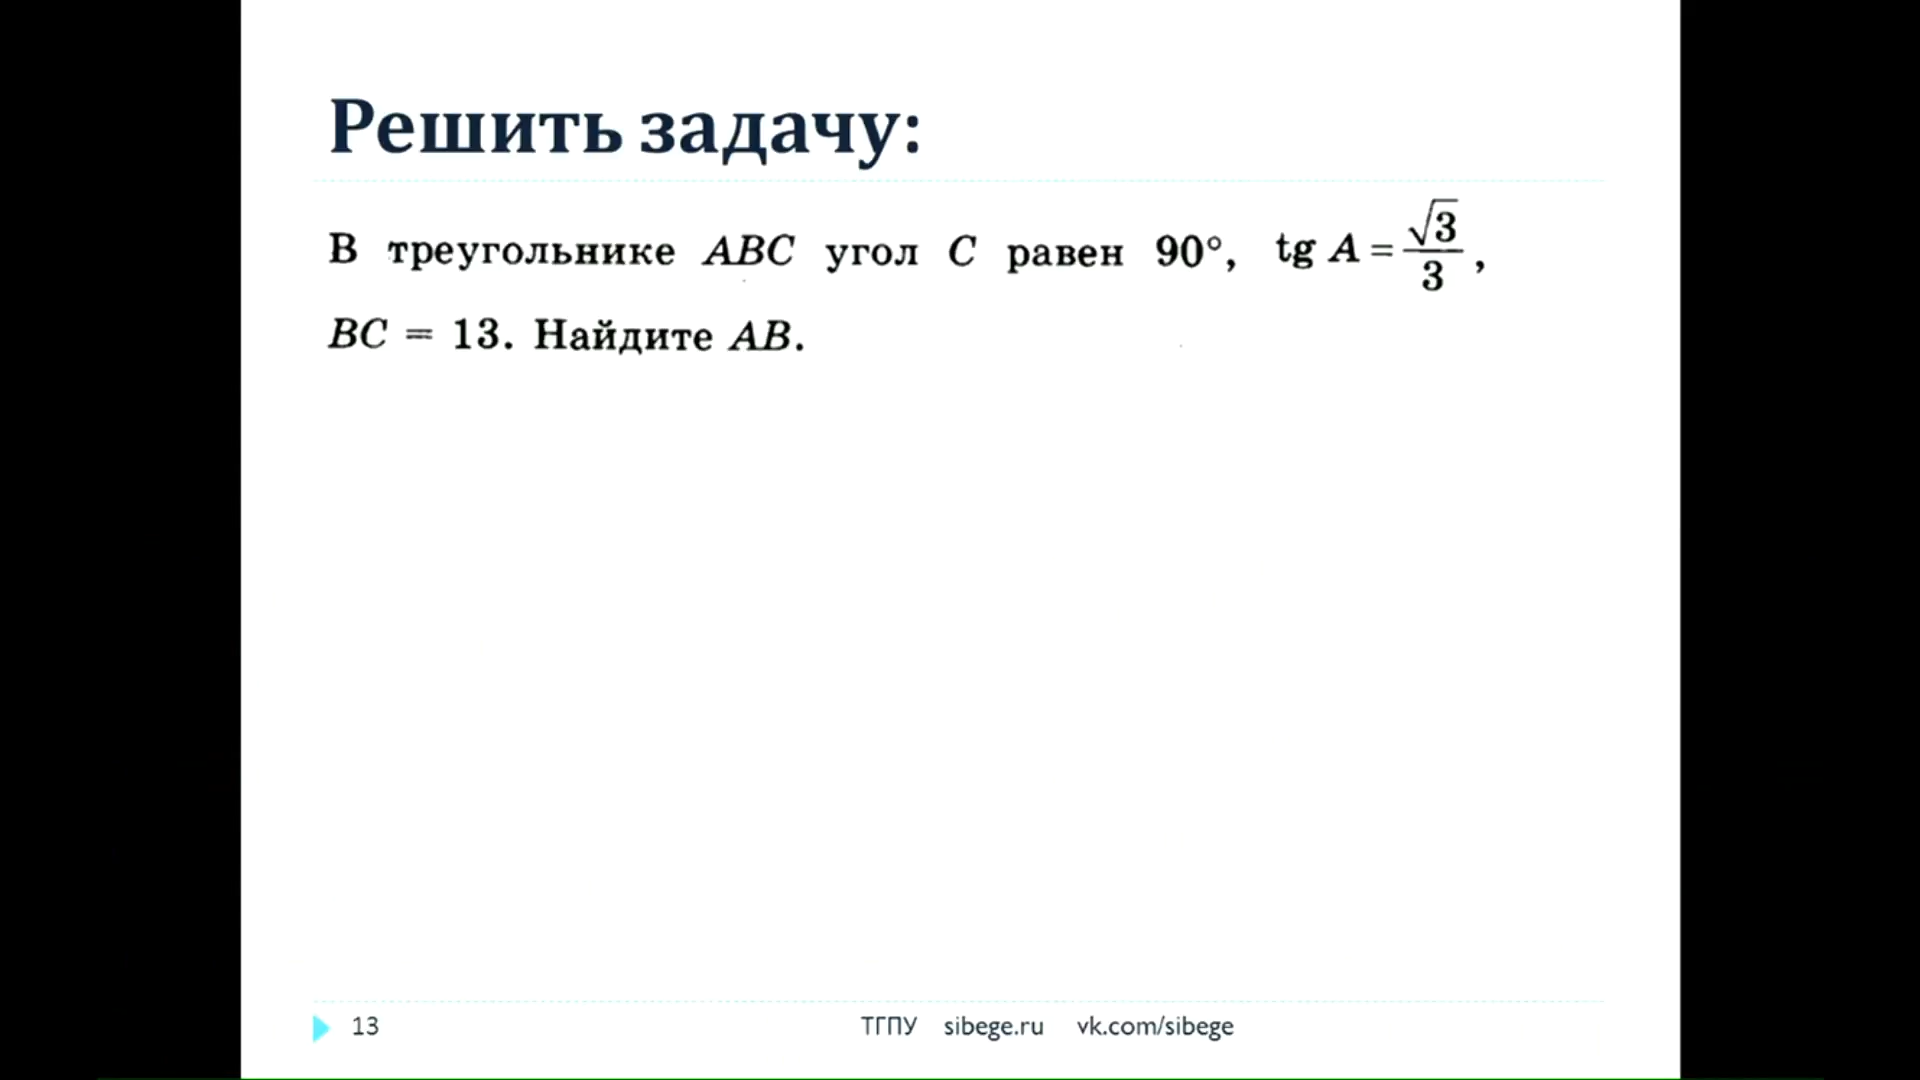 Решить задачу:
В треугольнике ABC угол C равен 90°, tg A = √3/3,
BC = 13. Найдите AB.
13 ТГПУ sibege.ru vk.com/sibege